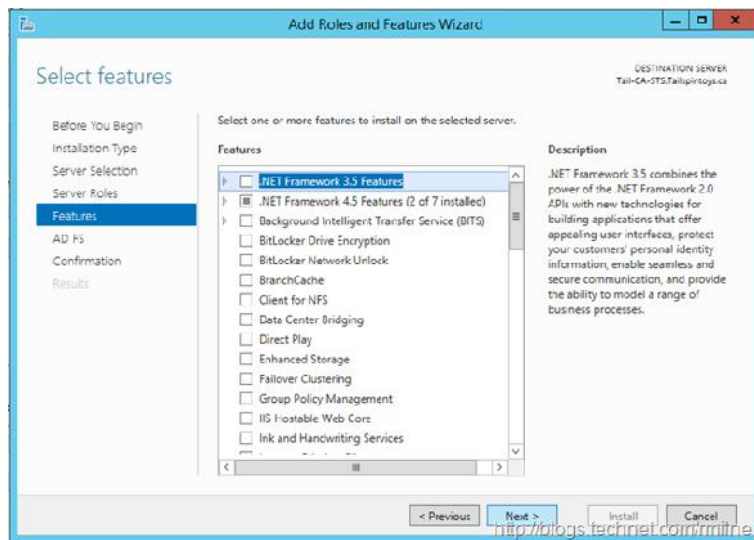 Add Roles and Features Wizard
Select features
DESTINATION SERVER
Tail-CA-STS.Tailspintoys.ca
Before You Begin
Installation Type
Server Selection
Server Roles
Features
AD FS
Confirmation
Results
Select one or more features to install on the selected server.
Features
.NET Framework 3.5 Features
.NET Framework 4.5 Features (2 of 7 installed)
Background Intelligent Transfer Service (BITS)
BitLocker Drive Encryption
BitLocker Network Unlock
BranchCache
Client for NFS
Data Center Bridging
Direct Play
Enhanced Storage
Failover Clustering
Group Policy Management
IIS Hostable Web Core
Ink and Handwriting Services
Description
.NET Framework 3.5 combines the
power of the .NET Framework 2.0
APIs with new technologies for
building applications that offer
appealing user interfaces, protect
your customers' personal identity
information, enable seamless and
secure communication, and provide
the ability to model a range of
business processes.
< Previous
Next >
Install
Cancel
http://blogs.technet.com/rmilne